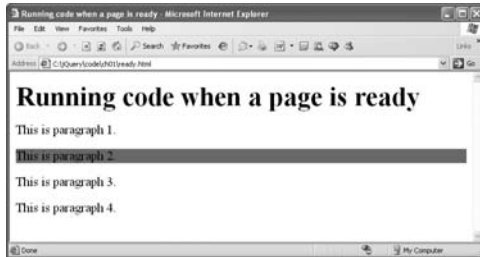 Running code when a page is ready - Microsoft Internet Explorer
File Edit View Favorites Tools Help
Back Search Favorites
Address C:\jQuery\code\ch01\ready.html Go Links
Running code when a page is ready
This is paragraph 1.
This is paragraph 2.
This is paragraph 3.
This is paragraph 4.
Done My Computer